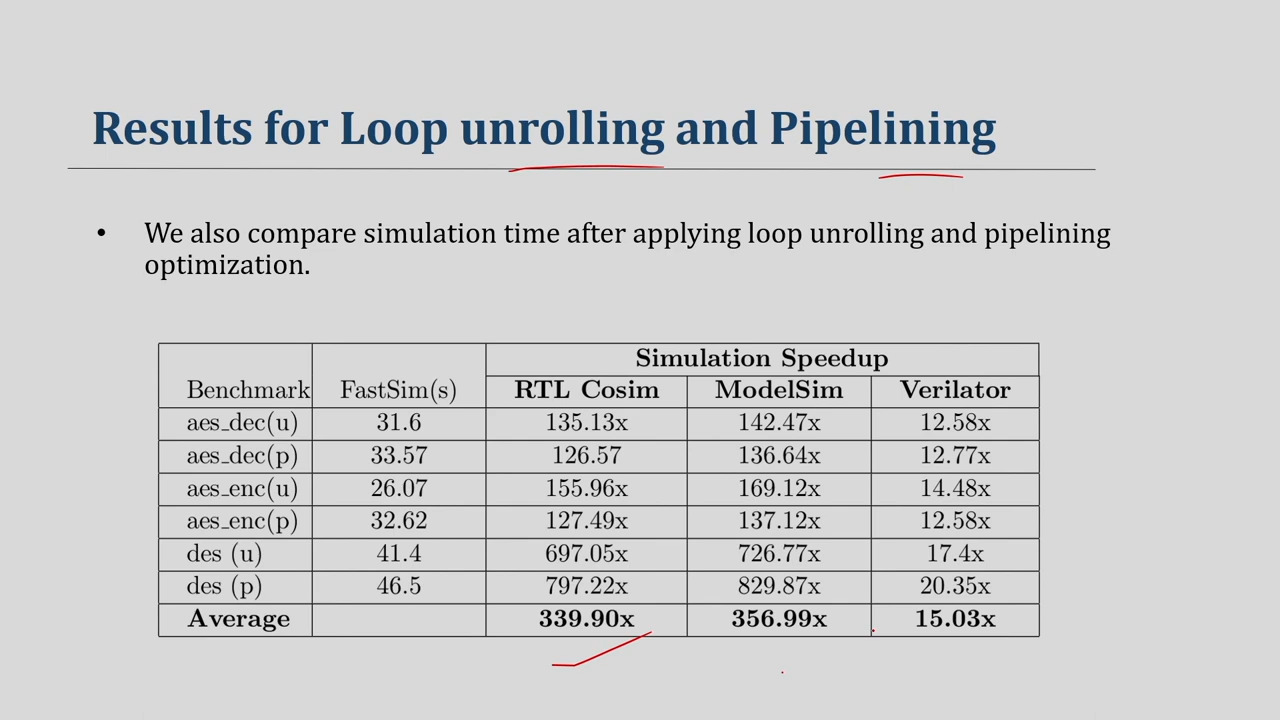 Results for Loop unrolling and Pipelining
• We also compare simulation time after applying loop unrolling and pipelining
optimization.
Simulation Speedup
Benchmark FastSim(s) RTL Cosim ModelSim Verilator
aes_dec(u) 31.6 135.13x 142.47x 12.58x
aes_dec(p) 33.57 126.57 136.64x 12.77x
aes_enc(u) 26.07 155.96x 169.12x 14.48x
aes_enc(p) 32.62 127.49x 137.12x 12.58x
des (u) 41.4 697.05x 726.77x 17.4x
des (p) 46.5 797.22x 829.87x 20.35x
Average 339.90x 356.99x 15.03x